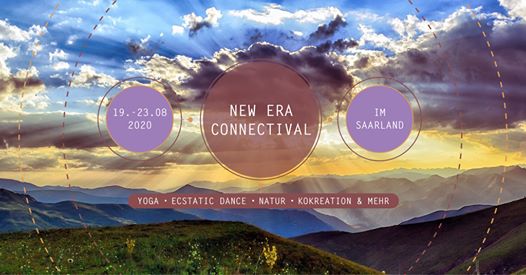 19.-23.08
2020
NEW ERA
CONNECTIVAL
IM
SAARLAND
YOGA • ECSTATIC DANCE • NATUR • KOKREATION & MEHR